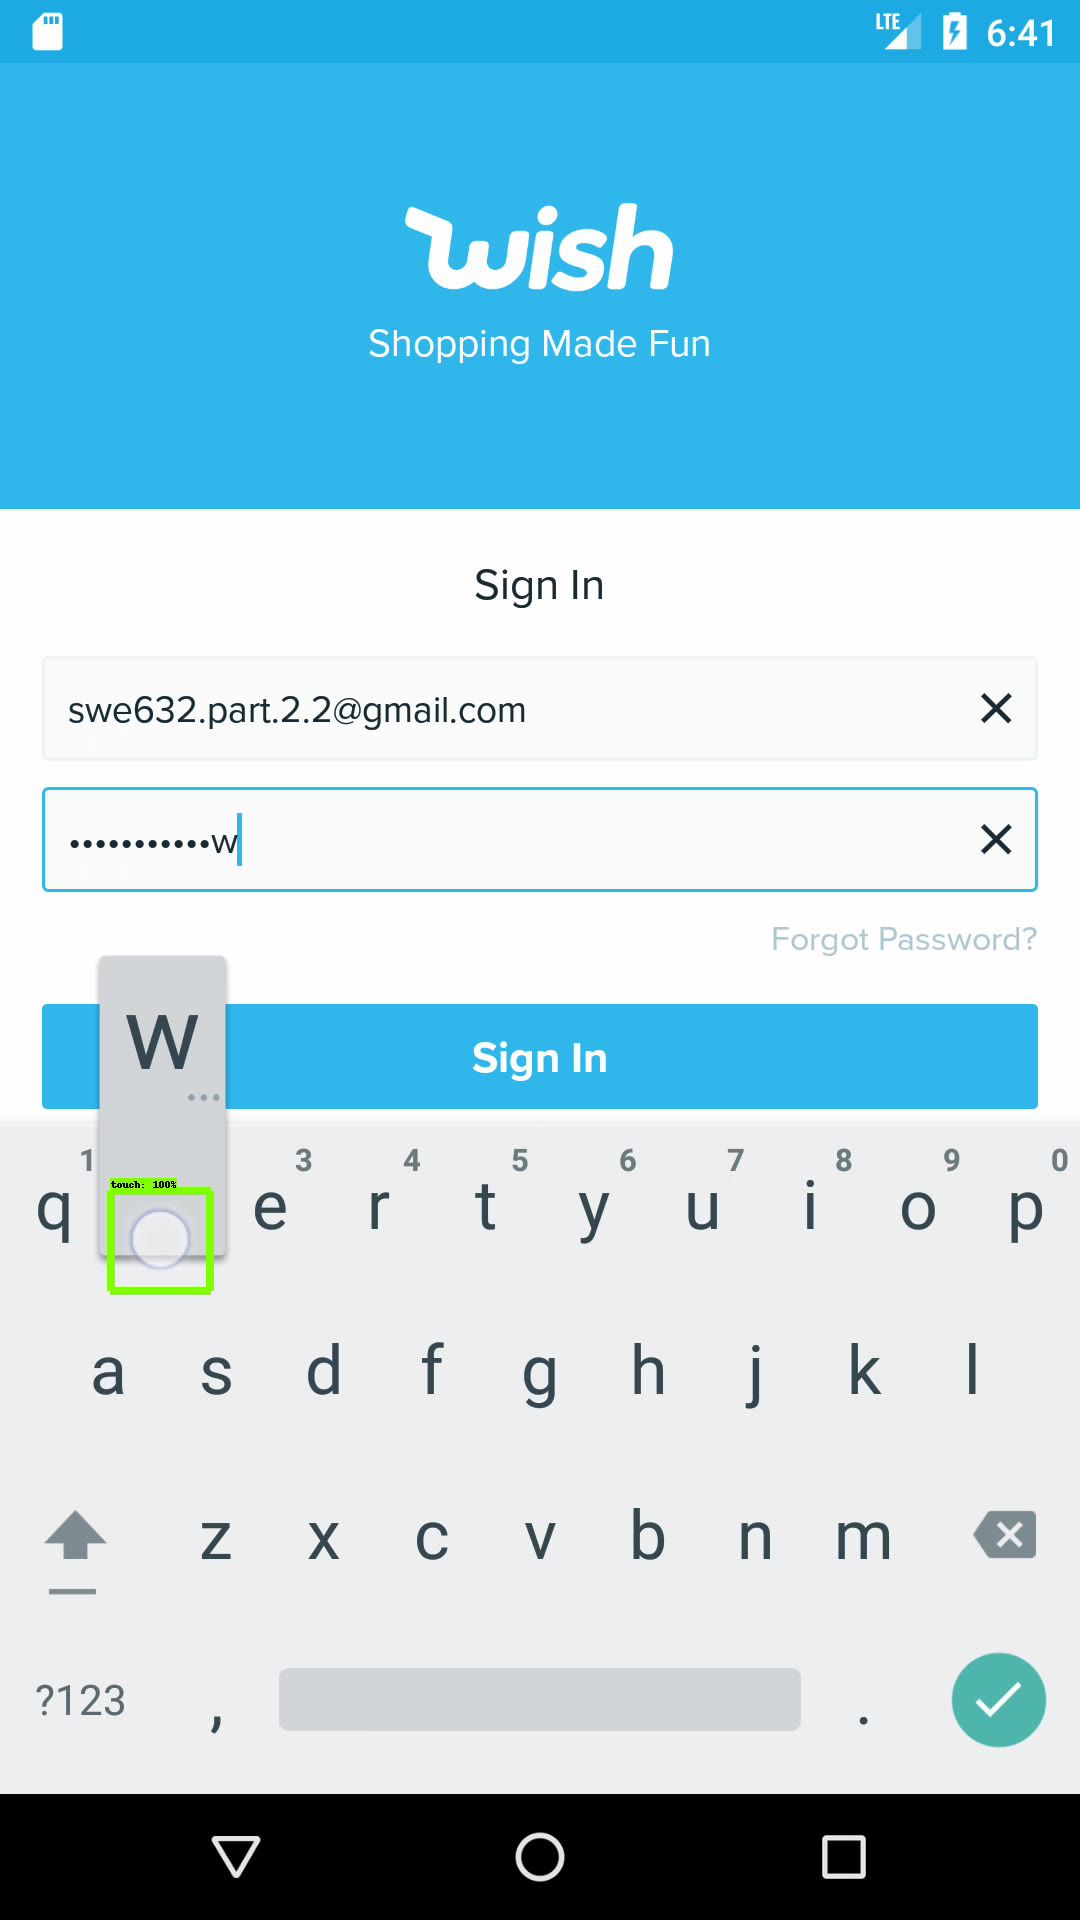 LTE 6:41
wish
Shopping Made Fun
Sign In
swe632.part.2.2@gmail.com
•••••••••••w
Forgot Password?
Sign In
w
...
1 3 4 5 6 7 8 9 0
touch: 100%
q e r t y u i o p
a s d f g h j k l
z x c v b n m
?123 , .